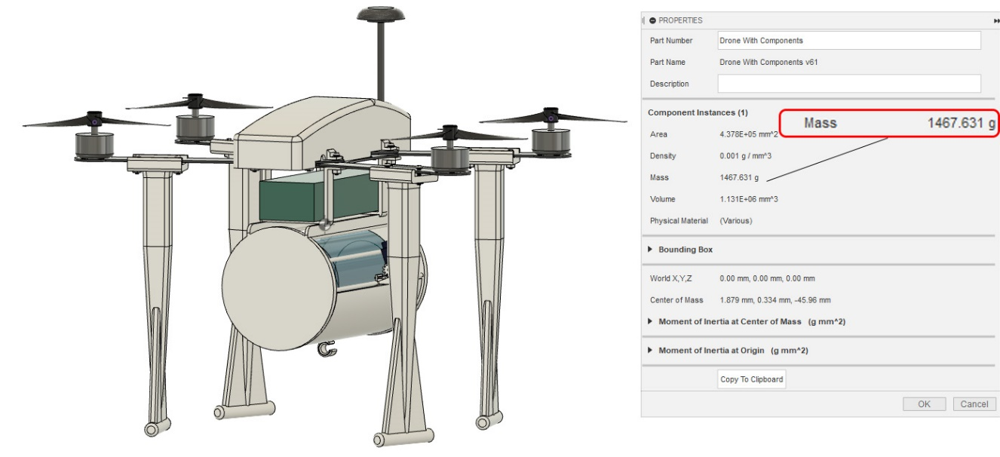 PROPERTIES
Part Number Drone With Components
Part Name Drone With Components v61
Description
Component Instances (1)
Mass 1467.631 g
Area 4.378E+05 mm^2
Density 0.001 g / mm^3
Mass 1467.631 g
Volume 1.131E+06 mm^3
Physical Material (Various)
Bounding Box
World X,Y,Z 0.00 mm, 0.00 mm, 0.00 mm
Center of Mass 1.879 mm, 0.334 mm, -45.96 mm
Moment of Inertia at Center of Mass (g mm^2)
Moment of Inertia at Origin (g mm^2)
Copy To Clipboard
OK Cancel